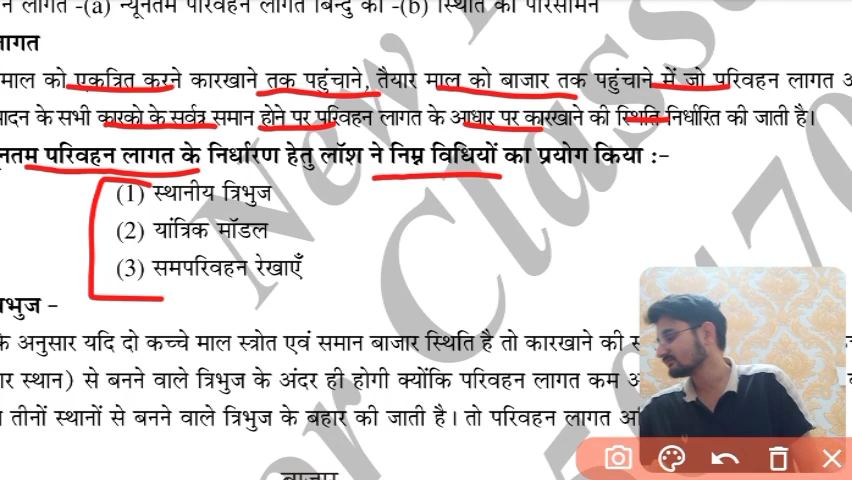 न लागत -(a) न्यूनतम परिवहन लागत बिन्दु की -(b) स्थिति की परिसीमन
लागत
माल को एकत्रित करने कारखाने तक पहुंचाने, तैयार माल को बाजार तक पहुंचाने में जो परिवहन लागत
पादन के सभी कारको के सर्वत्र समान होने पर परिवहन लागत के आधार पर कारखाने की स्थिति निर्धारित की जाती है।
नतम परिवहन लागत के निर्धारण हेतु लॉश ने निम्न विधियों का प्रयोग किया :-
(1) स्थानीय त्रिभुज
(2) यांत्रिक मॉडल
(3) समपरिवहन रेखाएँ
भुज -
के अनुसार यदि दो कच्चे माल स्त्रोत एवं समान बाजार स्थिति है तो कारखाने की
ार स्थान) से बनने वाले त्रिभुज के अंदर ही होगी क्योंकि परिवहन लागत कम
तीनों स्थानों से बनने वाले त्रिभुज के बहार की जाती है। तो परिवहन लागत
बाजार